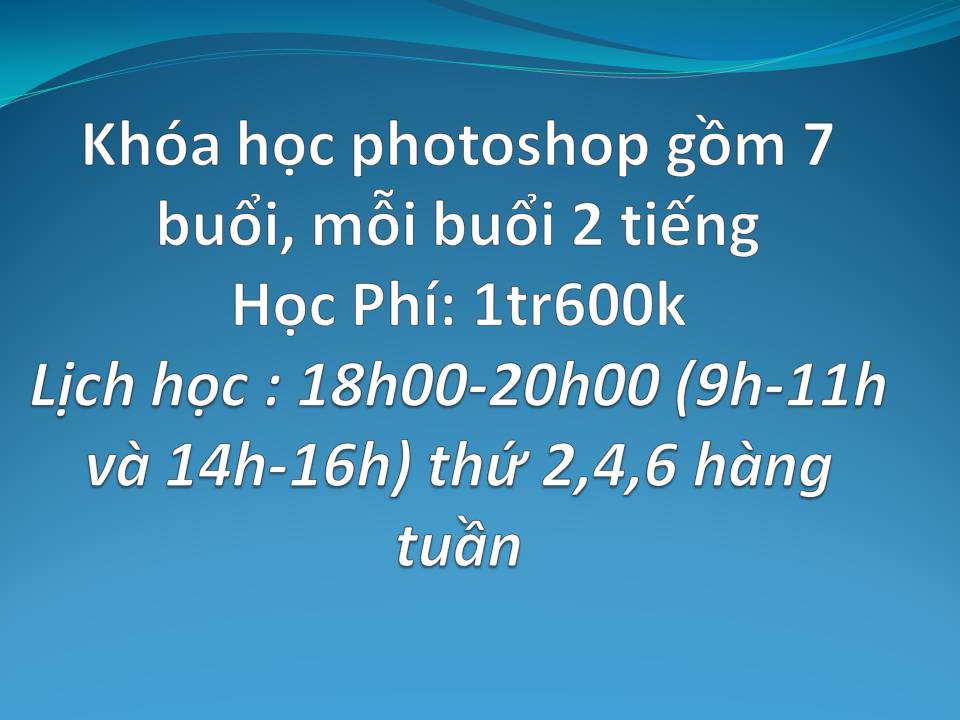 Khóa học photoshop gồm 7
buổi, mỗi buổi 2 tiếng
Học Phí: 1tr600k
Lịch học : 18h00-20h00 (9h-11h
và 14h-16h) thứ 2,4,6 hàng
tuần